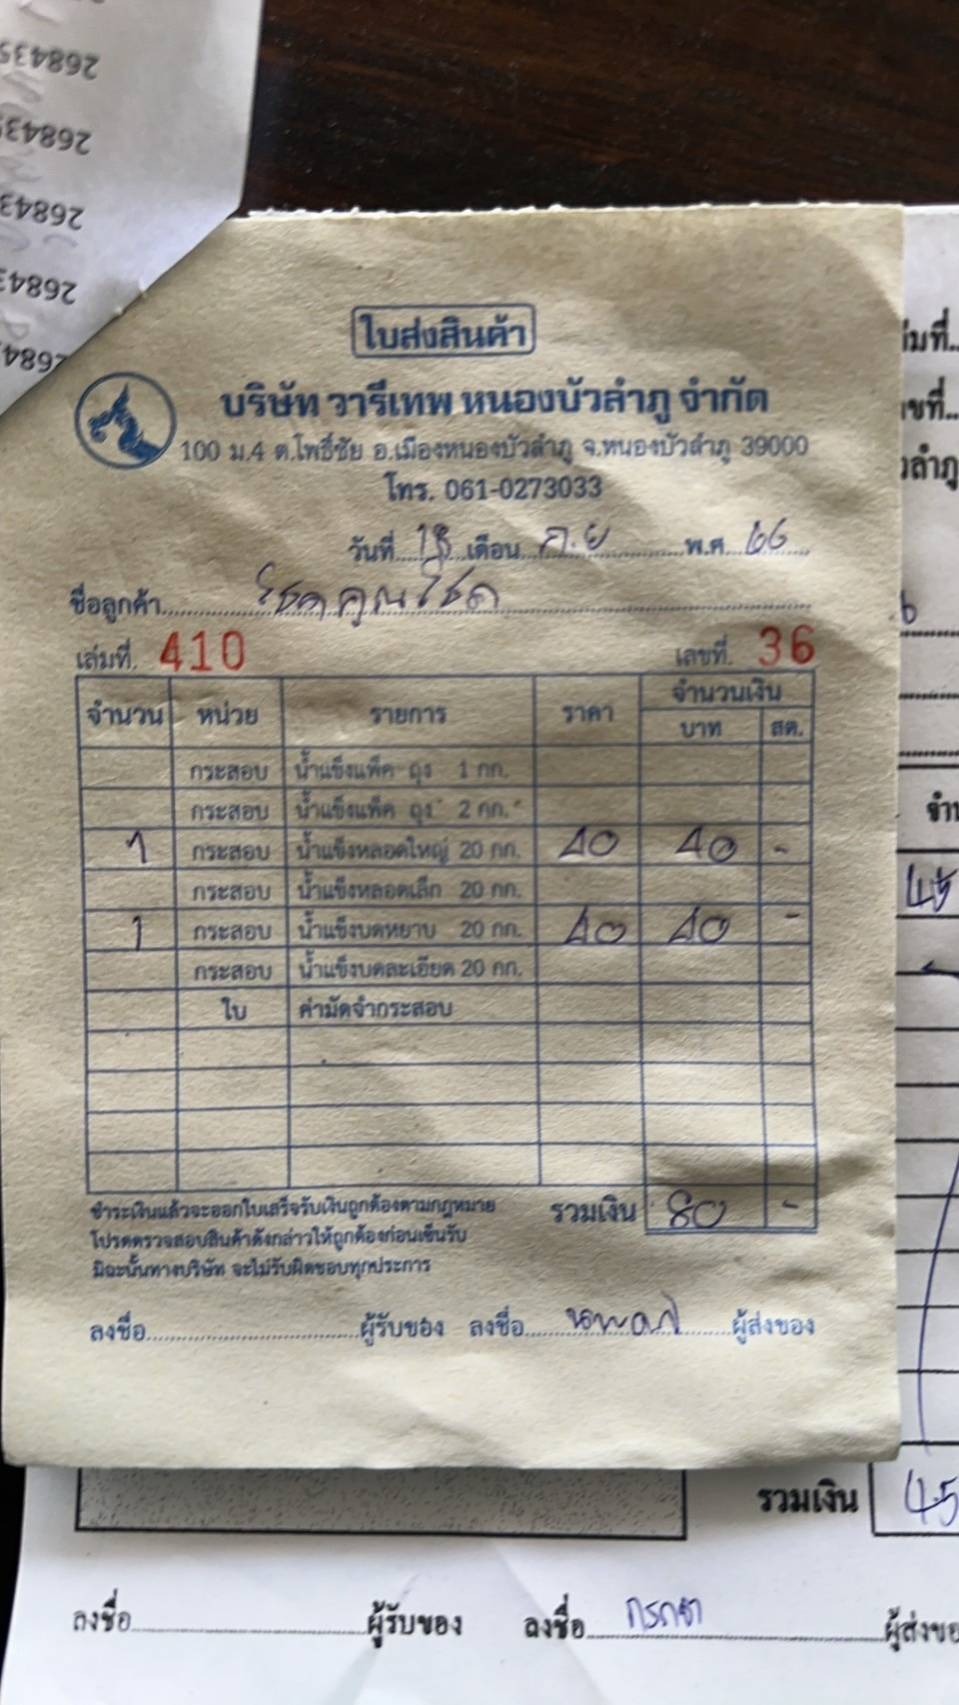 26843
26843
26843
2684
2684
ใบส่งสินค้า
บริษัท วารีเทพ หนองบัวลำภู จำกัด
100 ม.4 ต.โพธิ์ชัย อ.เมืองหนองบัวลำภู จ.หนองบัวลำภู 39000
โทร. 061-0273033
วันที่ 18 เดือน ก.ย พ.ศ. 66
ชื่อลูกค้า โชคคูณโชค
เล่มที่. 410 เลขที่. 36
จำนวน หน่วย รายการ ราคา จำนวนเงิน
บาท สต.
กระสอบ น้ำแข็งแพ็ค ถุง 1 กก.
กระสอบ น้ำแข็งแพ็ค ถุง 2 กก.
1 กระสอบ น้ำแข็งหลอดใหญ่ 20 กก. 40 40 -
กระสอบ น้ำแข็งหลอดเล็ก 20 กก.
1 กระสอบ น้ำแข็งบดหยาบ 20 กก. 40 40 -
กระสอบ น้ำแข็งบดละเอียด 20 กก.
ใบ ค่ามัดจำกระสอบ
ชำระเงินแล้วจะออกใบเสร็จรับเงินถูกต้องตามกฎหมาย
รวมเงิน 80 -
โปรดตรวจสอบสินค้าดังกล่าวให้ถูกต้องก่อนเซ็นรับ
มิฉะนั้นทางบริษัท จะไม่รับผิดชอบทุกประการ
ลงชื่อ ผู้รับของ ลงชื่อ ผู้ส่งของ
รวมเงิน 45
ลงชื่อ ผู้รับของ ลงชื่อ ผู้ส่งขอ